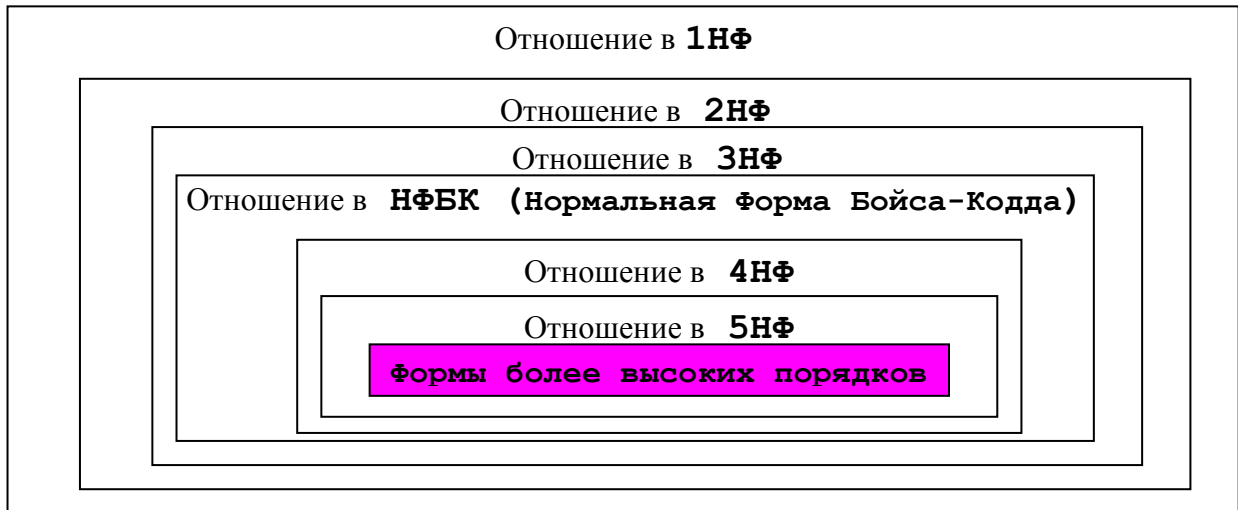 Отношение в 1НФ
Отношение в 2НФ
Отношение в 3НФ
Отношение в НФБК (Нормальная Форма Бойса-Кодда)
Отношение в 4НФ
Отношение в 5НФ
Формы более высоких порядков